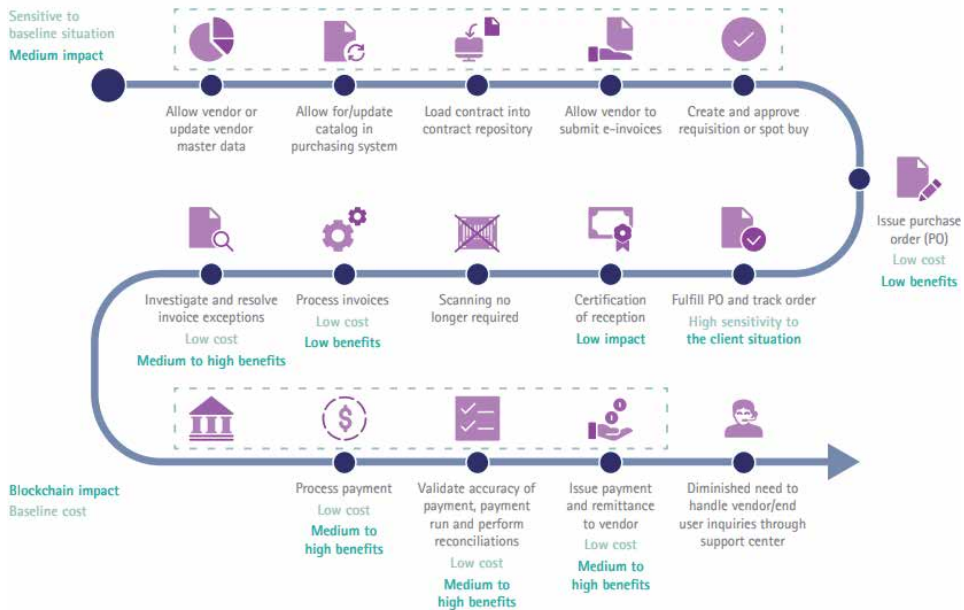 Sensitive to
baseline situation
Medium impact
Allow vendor or
update vendor
master data
Allow for/update
catalog in
purchasing system
Load contract into
contract repository
Allow vendor to
submit e-invoices
Create and approve
requisition or spot buy
Issue purchase
order (PO)
Low cost
Low benefits
Fulfill PO and track order
High sensitivity to
the client situation
Certification
of reception
Low impact
Scanning no
longer required
Process invoices
Low cost
Low benefits
Investigate and resolve
invoice exceptions
Low cost
Medium to high benefits
Blockchain impact
Baseline cost
$
Process payment
Low cost
Medium to
high benefits
Validate accuracy of
payment, payment
run and perform
reconciliations
Low cost
Medium to
high benefits
Issue payment
and remittance
to vendor
Low cost
Medium to
high benefits
Diminished need to
handle vendor/end
user inquiries through
support center